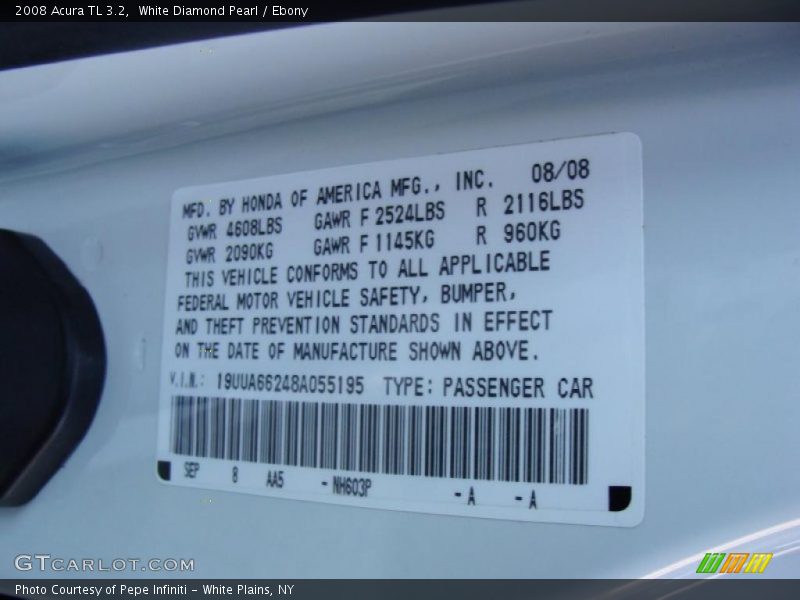 2008 Acura TL 3.2,  White Diamond Pearl / Ebony
MFD. BY HONDA OF AMERICA MFG., INC. 08/08
GVWR 4608LBS GAWR F 2524LBS R 2116LBS
GVWR 2090KG GAWR F 1145KG R 960KG
THIS VEHICLE CONFORMS TO ALL APPLICABLE
FEDERAL MOTOR VEHICLE SAFETY, BUMPER,
AND THEFT PREVENTION STANDARDS IN EFFECT
ON THE DATE OF MANUFACTURE SHOWN ABOVE.
V.I.N.: 19UUA66248A055195 TYPE: PASSENGER CAR
SEP 8 AA5 - NH603P - A - A
GTCARLOT.COM
Photo Courtesy of Pepe Infiniti - White Plains, NY